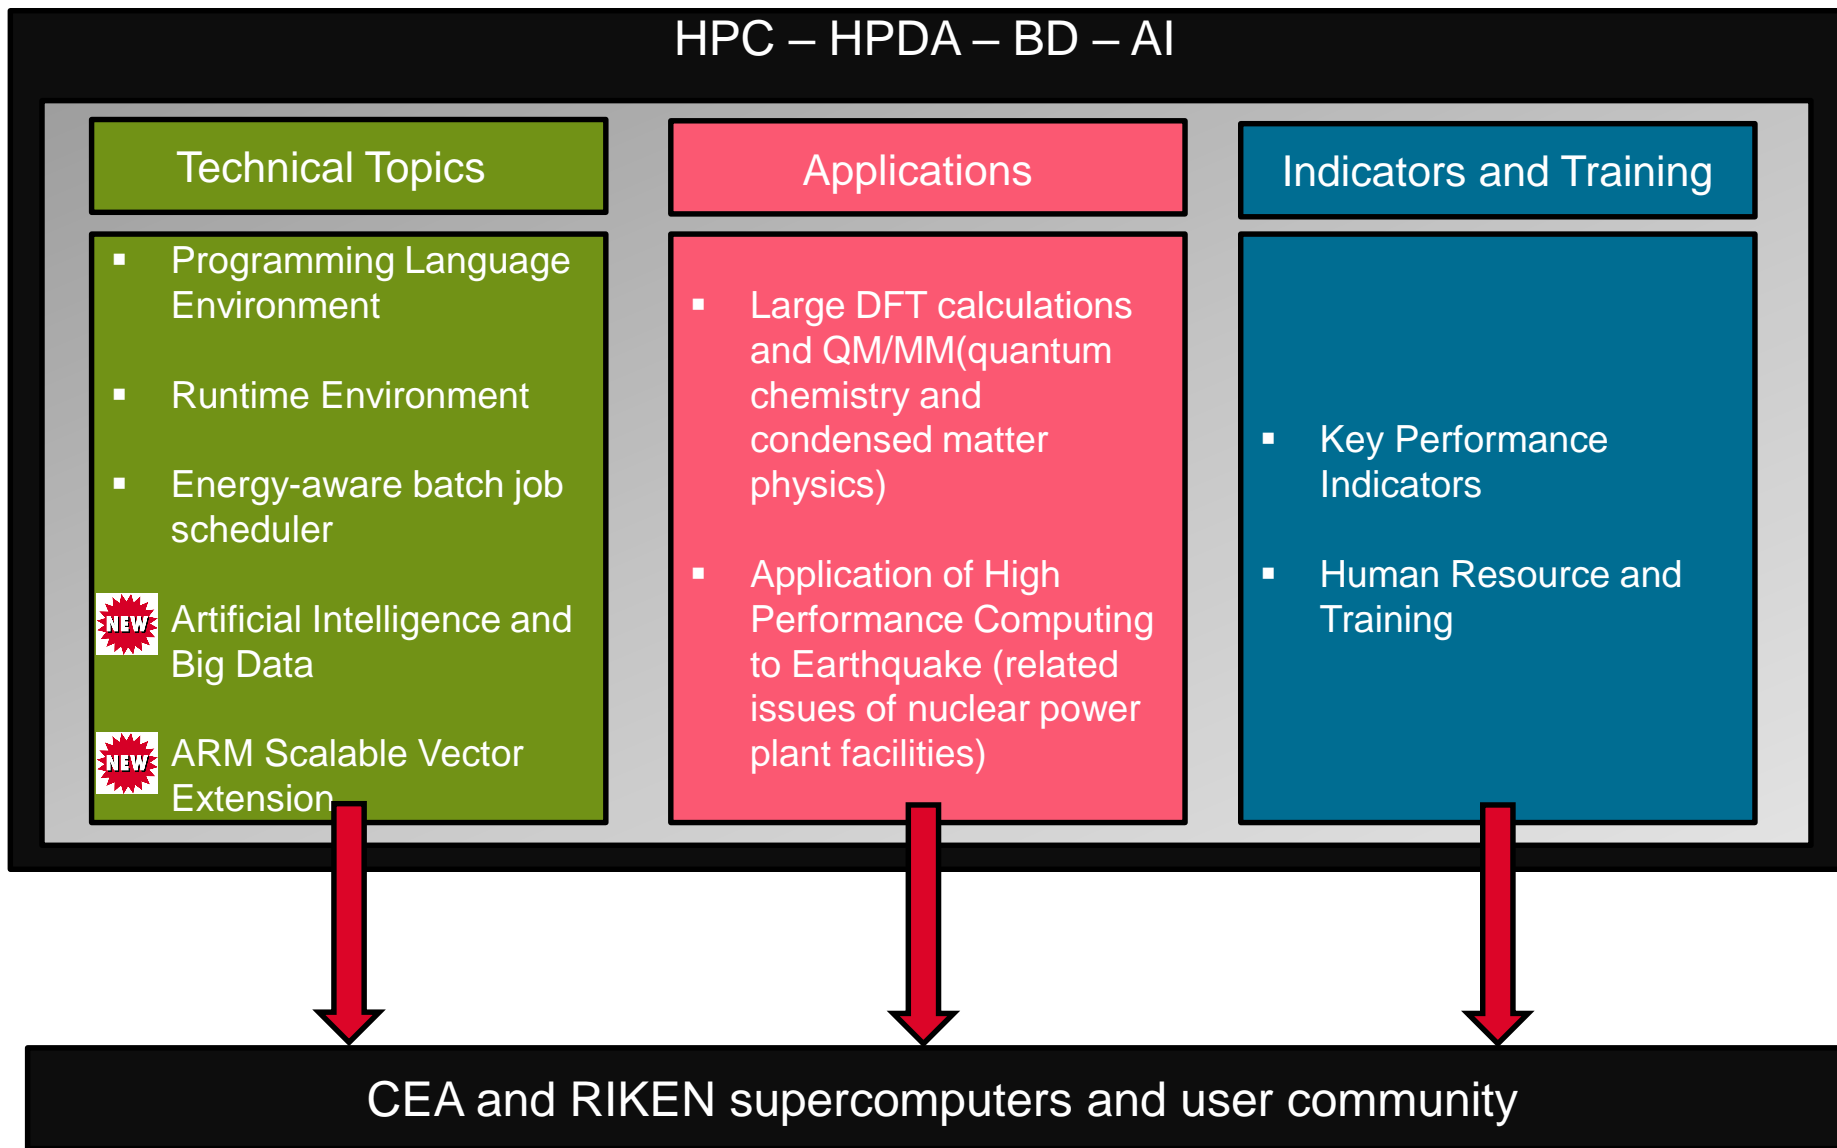 HPC – HPDA – BD – AI
Technical Topics
▪ Programming Language
Environment
▪ Runtime Environment
▪ Energy-aware batch job
scheduler
NEW
Artificial Intelligence and
Big Data
NEW
ARM Scalable Vector
Extension
Applications
▪ Large DFT calculations
and QM/MM(quantum
chemistry and
condensed matter
physics)
▪ Application of High
Performance Computing
to Earthquake (related
issues of nuclear power
plant facilities)
Indicators and Training
▪ Key Performance
Indicators
▪ Human Resource and
Training
CEA and RIKEN supercomputers and user community